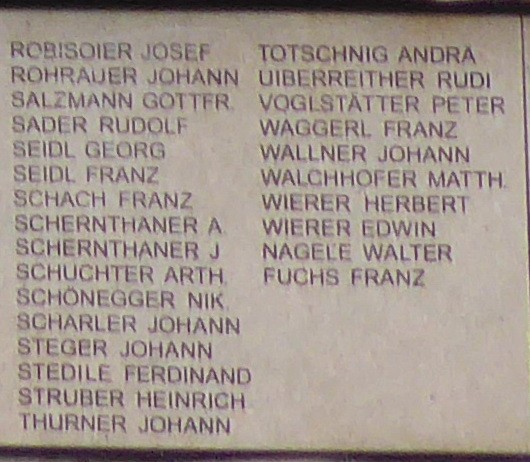 ROBISOIER JOSEF
ROHRAUER JOHANN
SALZMANN GOTTFR.
SADER RUDOLF
SEIDL GEORG
SEIDL FRANZ
SCHACH FRANZ
SCHERNTHANER A.
SCHERNTHANER J.
SCHUCHTER ARTH.
SCHÖNEGGER NIK.
SCHARLER JOHANN
STEGER JOHANN
STEDILE FERDINAND
STRUBER HEINRICH
THURNER JOHANN
TOTSCHNIG ANDRÄ
UIBERREITHER RUDI
VOGLSTÄTTER PETER
WAGGERL FRANZ
WALLNER JOHANN
WALCHHOFER MATTH.
WIERER HERBERT
WIERER EDWIN
NAGELE WALTER
FUCHS FRANZ